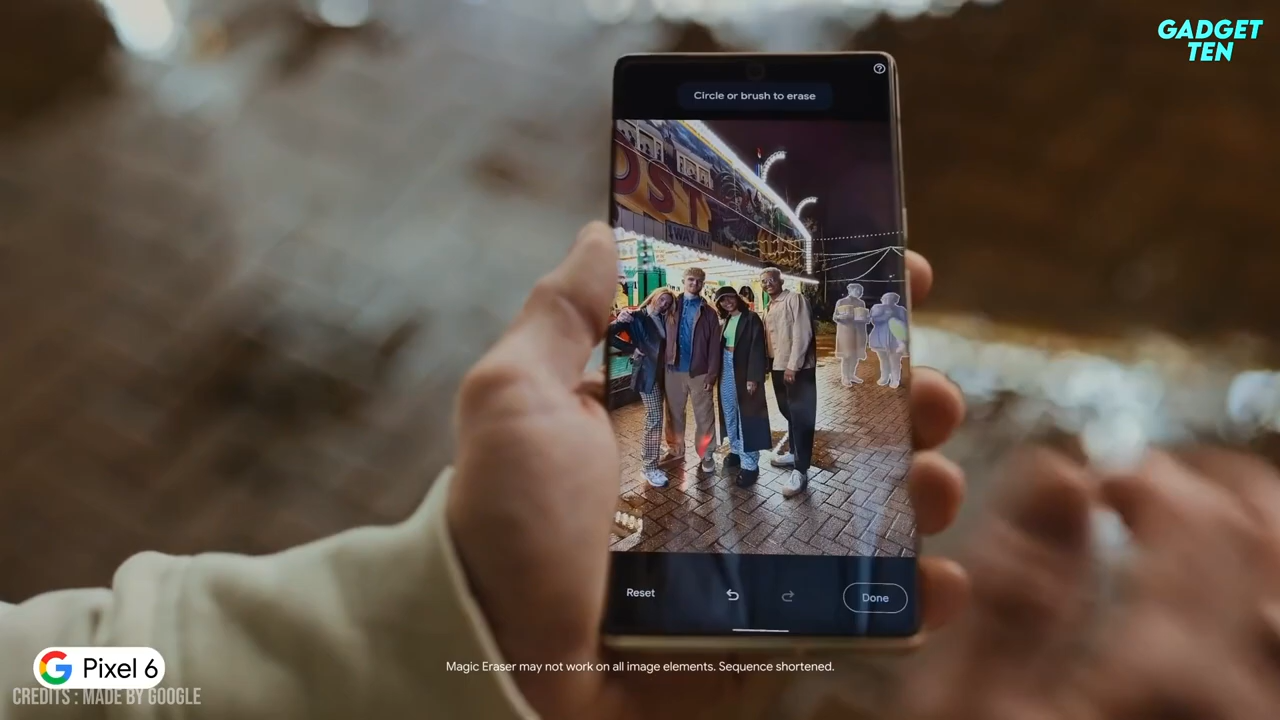 GADGET
TEN
Circle or brush to erase
OST
Reset
Done
Pixel 6
Magic Eraser may not work on all image elements. Sequence shortened.
CREDITS : MADE BY GOOGLE